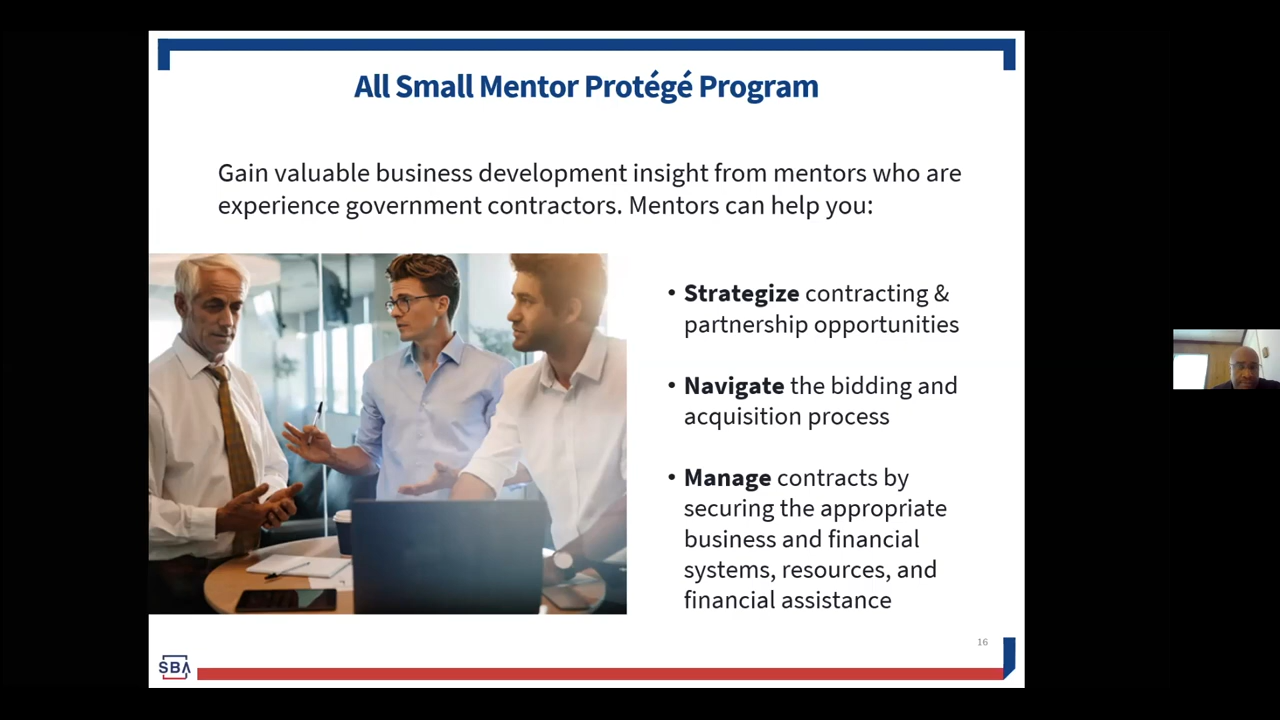 All Small Mentor Protégé Program
Gain valuable business development insight from mentors who are
experience government contractors. Mentors can help you:
• Strategize contracting &
partnership opportunities
• Navigate the bidding and
acquisition process
• Manage contracts by
securing the appropriate
business and financial
systems, resources, and
financial assistance
16
SBA